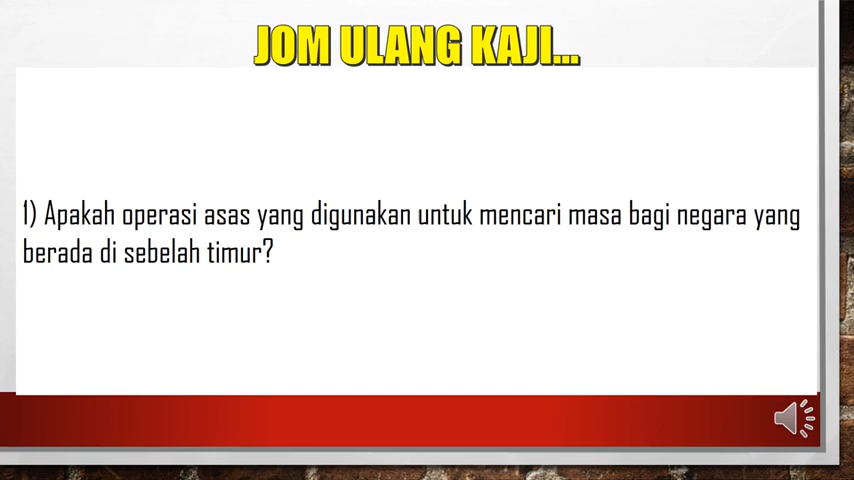 JOM ULANG KAJI...
1) Apakah operasi asas yang digunakan untuk mencari masa bagi negara yang
berada di sebelah timur?